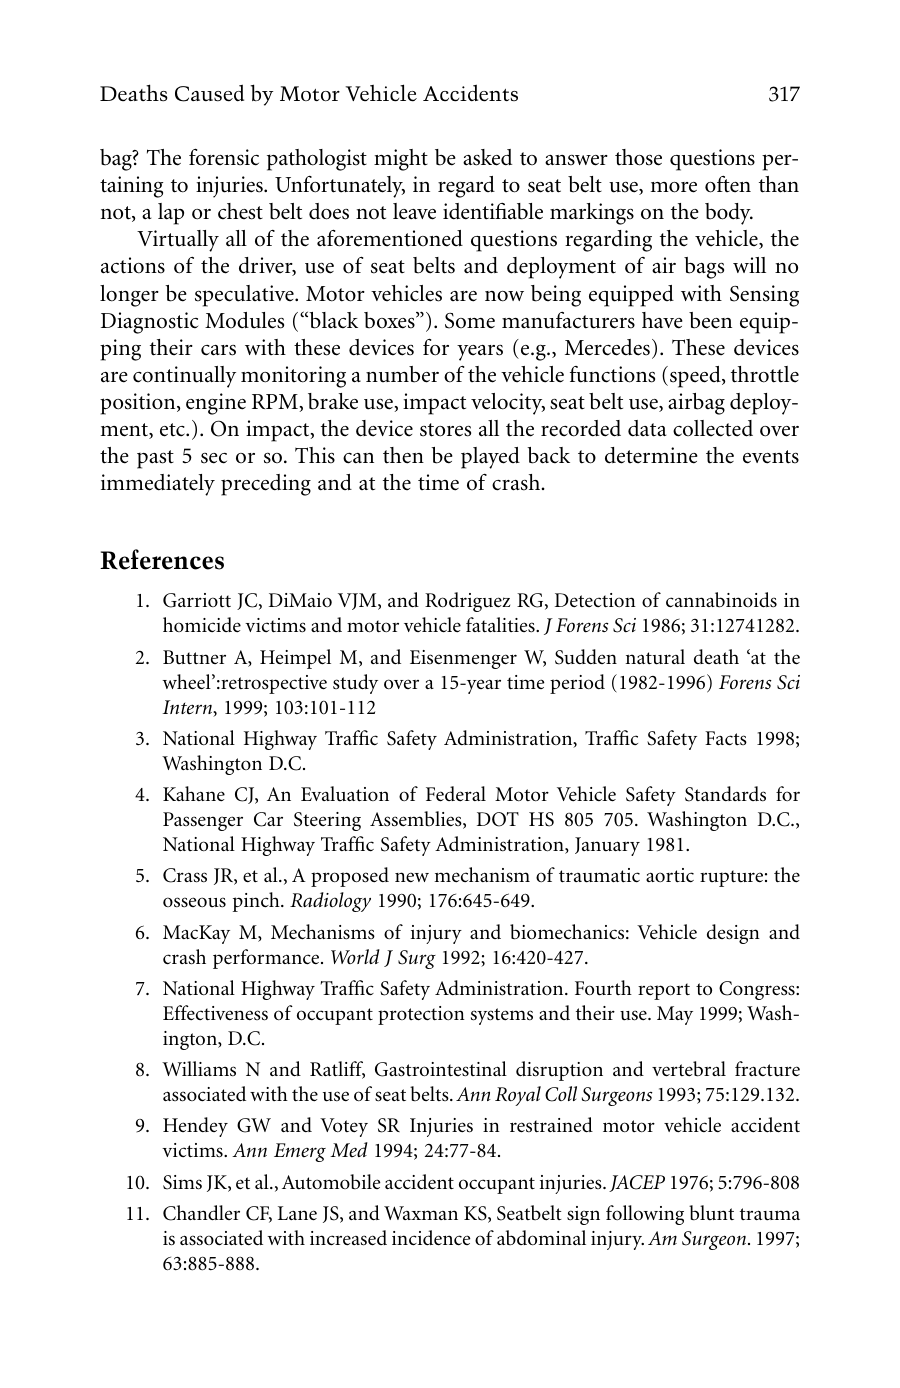 Deaths Caused by Motor Vehicle Accidents 317
bag? The forensic pathologist might be asked to answer those questions per-
taining to injuries. Unfortunately, in regard to seat belt use, more often than
not, a lap or chest belt does not leave identifiable markings on the body.
Virtually all of the aforementioned questions regarding the vehicle, the
actions of the driver, use of seat belts and deployment of air bags will no
longer be speculative. Motor vehicles are now being equipped with Sensing
Diagnostic Modules (“black boxes”). Some manufacturers have been equip-
ping their cars with these devices for years (e.g., Mercedes). These devices
are continually monitoring a number of the vehicle functions (speed, throttle
position, engine RPM, brake use, impact velocity, seat belt use, airbag deploy-
ment, etc.). On impact, the device stores all the recorded data collected over
the past 5 sec or so. This can then be played back to determine the events
immediately preceding and at the time of crash.
References
1. Garriott JC, DiMaio VJM, and Rodriguez RG, Detection of cannabinoids in
homicide victims and motor vehicle fatalities. J Forens Sci 1986; 31:12741282.
2. Buttner A, Heimpel M, and Eisenmenger W, Sudden natural death ‘at the
wheel’:retrospective study over a 15-year time period (1982-1996) Forens Sci
Intern, 1999; 103:101-112
3. National Highway Traffic Safety Administration, Traffic Safety Facts 1998;
Washington D.C.
4. Kahane CJ, An Evaluation of Federal Motor Vehicle Safety Standards for
Passenger Car Steering Assemblies, DOT HS 805 705. Washington D.C.,
National Highway Traffic Safety Administration, January 1981.
5. Crass JR, et al., A proposed new mechanism of traumatic aortic rupture: the
osseous pinch. Radiology 1990; 176:645-649.
6. MacKay M, Mechanisms of injury and biomechanics: Vehicle design and
crash performance. World J Surg 1992; 16:420-427.
7. National Highway Traffic Safety Administration. Fourth report to Congress:
Effectiveness of occupant protection systems and their use. May 1999; Wash-
ington, D.C.
8. Williams N and Ratliff, Gastrointestinal disruption and vertebral fracture
associated with the use of seat belts. Ann Royal Coll Surgeons 1993; 75:129.132.
9. Hendey GW and Votey SR Injuries in restrained motor vehicle accident
victims. Ann Emerg Med 1994; 24:77-84.
10. Sims JK, et al., Automobile accident occupant injuries. JACEP 1976; 5:796-808
11. Chandler CF, Lane JS, and Waxman KS, Seatbelt sign following blunt trauma
is associated with increased incidence of abdominal injury. Am Surgeon. 1997;
63:885-888.